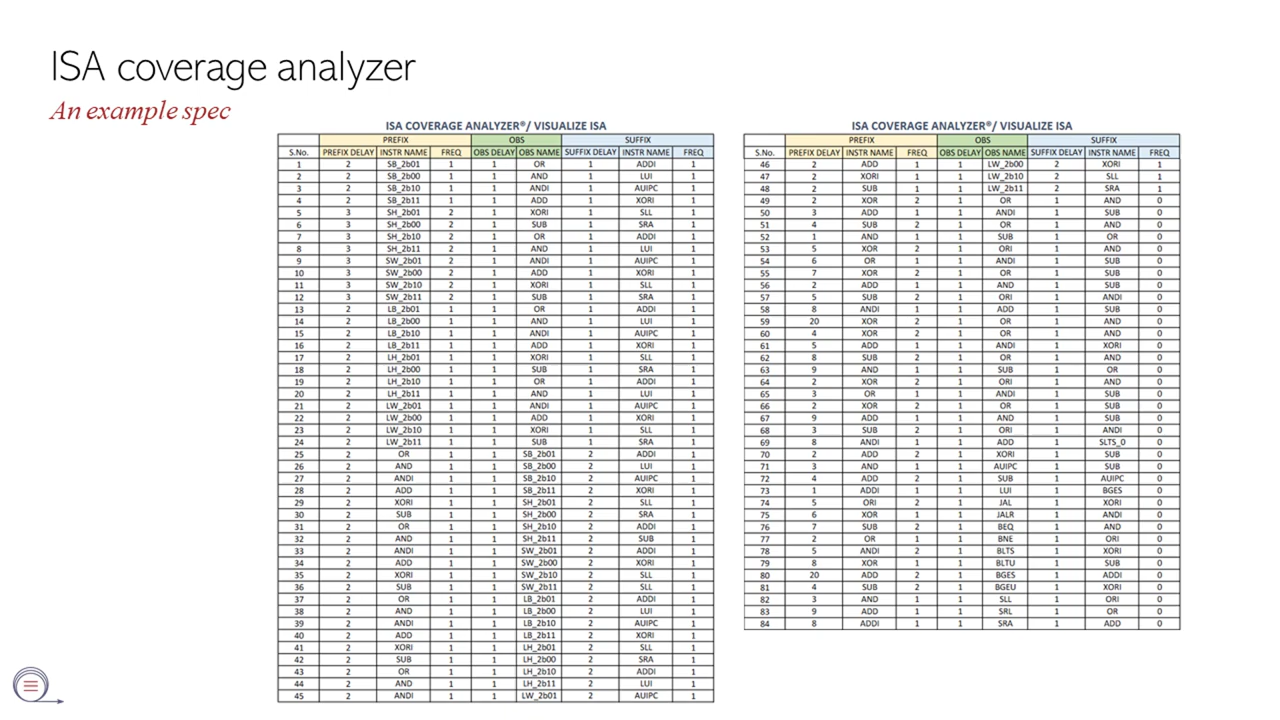 ISA coverage analyzer
An example spec
ISA COVERAGE ANALYZER®/ VISUALIZE ISA
PREFIX OBS SUFFIX
S.No. PREFIX DELAY INSTR NAME FREQ OBS DELAY OBS NAME SUFFIX DELAY INSTR NAME FREQ
1 2 SB_2b01 1 1 OR 1 ADDI 1
2 2 SB_2b00 1 1 AND 1 LUI 1
3 2 SB_2b10 1 1 ANDI 1 AUIPC 1
4 2 SB_2b11 1 1 ADD 1 XORI 1
5 3 SH_2b01 2 1 XORI 1 SLL 1
6 3 SH_2b00 2 1 SUB 1 SRA 1
7 3 SH_2b10 2 1 OR 1 ADDI 1
8 3 SH_2b11 2 1 AND 1 LUI 1
9 3 SW_2b01 2 1 ANDI 1 AUIPC 1
10 3 SW_2b00 2 1 ADD 1 XORI 1
11 3 SW_2b10 2 1 XORI 1 SLL 1
12 3 SW_2b11 2 1 SUB 1 SRA 1
13 2 LB_2b01 1 1 OR 1 ADDI 1
14 2 LB_2b00 1 1 AND 1 LUI 1
15 2 LB_2b10 1 1 ANDI 1 AUIPC 1
16 2 LB_2b11 1 1 ADD 1 XORI 1
17 2 LH_2b01 1 1 XORI 1 SLL 1
18 2 LH_2b00 1 1 SUB 1 SRA 1
19 2 LH_2b10 1 1 OR 1 ADDI 1
20 2 LH_2b11 1 1 AND 1 LUI 1
21 2 LW_2b01 1 1 ANDI 1 AUIPC 1
22 2 LW_2b00 1 1 ADD 1 XORI 1
23 2 LW_2b10 1 1 XORI 1 SLL 1
24 2 LW_2b11 1 1 SUB 1 SRA 1
25 2 OR 1 1 SB_2b01 2 ADDI 1
26 2 AND 1 1 SB_2b00 2 LUI 1
27 2 ANDI 1 1 SB_2b10 2 AUIPC 1
28 2 ADD 1 1 SB_2b11 2 XORI 1
29 2 XORI 1 1 SH_2b01 2 SLL 1
30 2 SUB 1 1 SH_2b00 2 SRA 1
31 2 OR 1 1 SH_2b10 2 ADDI 1
32 2 AND 1 1 SH_2b11 2 SUB 1
33 2 ANDI 1 1 SW_2b01 2 ADDI 1
34 2 ADD 1 1 SW_2b00 2 XORI 1
35 2 XORI 1 1 SW_2b10 2 SLL 1
36 2 SUB 1 1 SW_2b11 2 SLL 1
37 2 OR 1 1 LB_2b01 2 ADDI 1
38 2 AND 1 1 LB_2b00 2 LUI 1
39 2 ANDI 1 1 LB_2b10 2 AUIPC 1
40 2 ADD 1 1 LB_2b11 2 XORI 1
41 2 XORI 1 1 LH_2b01 2 SLL 1
42 2 SUB 1 1 LH_2b00 2 SRA 1
43 2 OR 1 1 LH_2b10 2 ADDI 1
44 2 AND 1 1 LH_2b11 2 LUI 1
45 2 ANDI 1 1 LW_2b01 2 AUIPC 1
ISA COVERAGE ANALYZER®/ VISUALIZE ISA
PREFIX OBS SUFFIX
S.No. PREFIX DELAY INSTR NAME FREQ OBS DELAY OBS NAME SUFFIX DELAY INSTR NAME FREQ
46 2 ADD 1 1 LW_2b00 2 XORI 1
47 2 XORI 1 1 LW_2b10 2 SLL 1
48 2 SUB 1 1 LW_2b11 2 SRA 1
49 2 XOR 2 1 OR 1 AND 0
50 3 ADD 1 1 ANDI 1 SUB 0
51 4 SUB 2 1 OR 1 AND 0
52 1 AND 1 1 SUB 1 OR 0
53 5 XOR 2 1 ORI 1 AND 0
54 6 OR 1 1 ANDI 1 SUB 0
55 7 XOR 2 1 OR 1 SUB 0
56 2 ADD 1 1 AND 1 SUB 0
57 5 SUB 2 1 ORI 1 ANDI 0
58 8 ANDI 1 1 ADD 1 SUB 0
59 20 XOR 2 1 OR 1 AND 0
60 4 XOR 2 1 OR 1 AND 0
61 5 ADD 1 1 ANDI 1 XORI 0
62 8 SUB 2 1 OR 1 AND 0
63 9 AND 1 1 SUB 1 OR 0
64 2 XOR 2 1 ORI 1 AND 0
65 3 OR 1 1 ANDI 1 SUB 0
66 2 XOR 2 1 OR 1 SUB 0
67 9 ADD 1 1 AND 1 SUB 0
68 3 SUB 2 1 ORI 1 ANDI 0
69 8 ANDI 1 1 ADD 1 SLTS_0 0
70 2 ADD 2 1 XORI 1 SUB 0
71 3 AND 1 1 AUIPC 1 SUB 0
72 4 ADD 2 1 SUB 1 AUIPC 0
73 1 ADDI 1 1 LUI 1 BGES 0
74 5 ORI 2 1 JAL 1 XORI 0
75 6 XOR 1 1 JALR 1 ANDI 0
76 7 SUB 2 1 BEQ 1 AND 0
77 2 OR 1 1 BNE 1 ORI 0
78 5 ANDI 2 1 BLTS 1 XORI 0
79 8 XOR 1 1 BLTU 1 SUB 0
80 20 ADD 2 1 BGES 1 ADDI 0
81 4 SUB 2 1 BGEU 1 XORI 0
82 3 AND 1 1 SLL 1 ORI 0
83 9 ADD 1 1 SRL 1 OR 0
84 8 ADDI 1 1 SRA 1 ADD 0